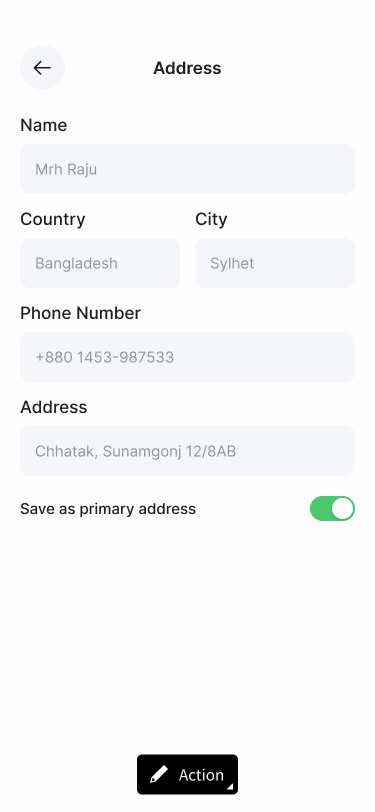 Address
Name
Mrh Raju
Country City
Bangladesh Sylhet
Phone Number
+880 1453-987533
Address
Chhatak, Sunamgonj 12/8AB
Save as primary address
Action